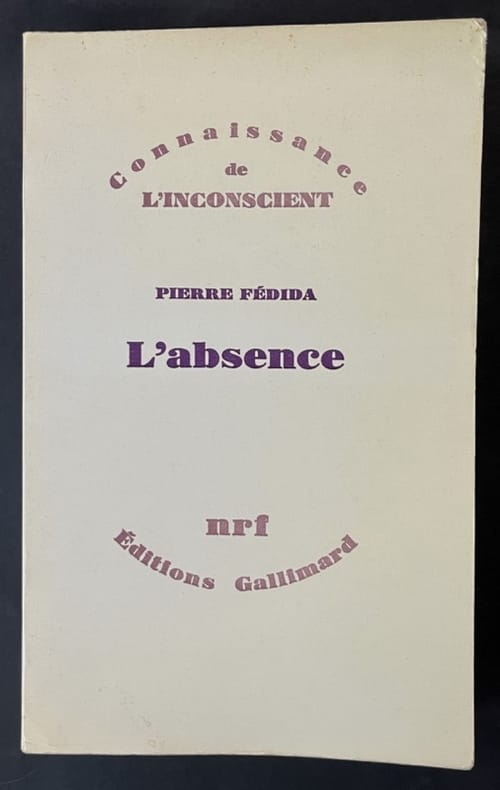 Connaissance
de
L'INCONSCIENT
PIERRE FÉDIDA
L'absence
nrf
Éditions Gallimard